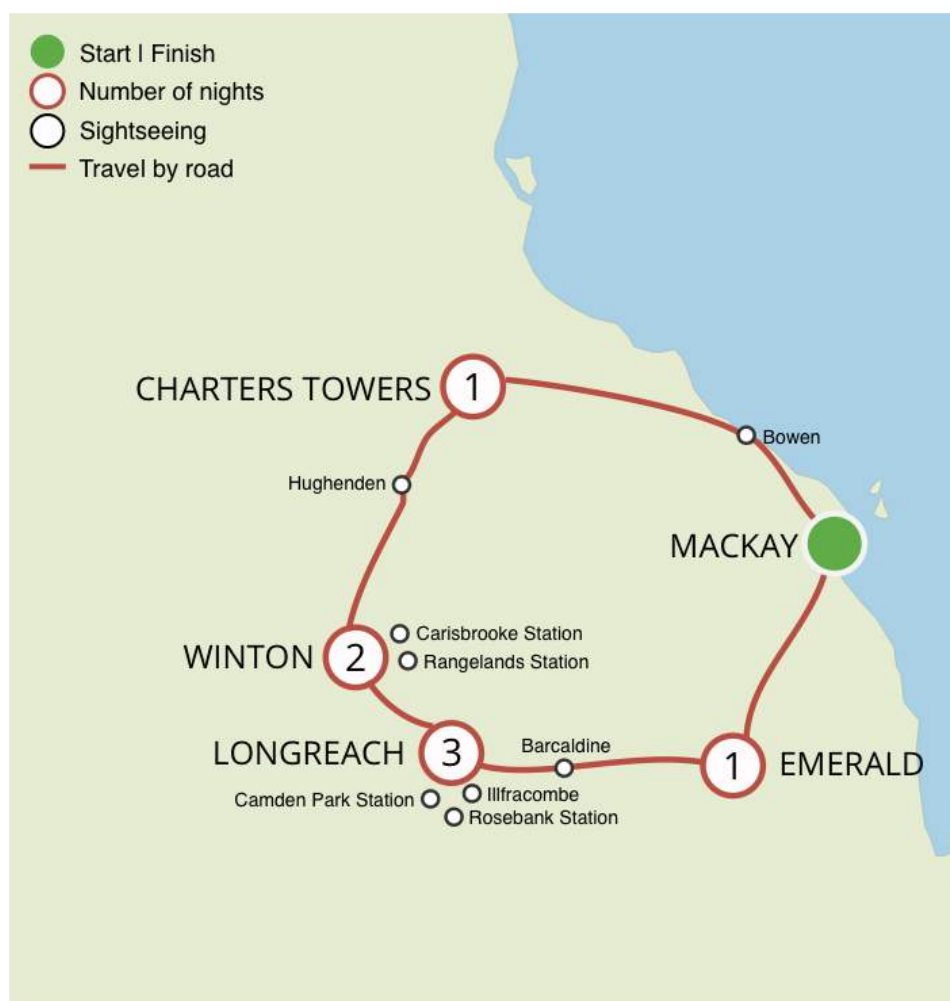 Start I Finish
Number of nights
Sightseeing
Travel by road
CHARTERS TOWERS
1
Bowen
Hughenden
MACKAY
Carisbrooke Station
WINTON
2
Rangelands Station
LONGREACH
3
Barcaldine
1
EMERALD
Illfracombe
Camden Park Station
Rosebank Station